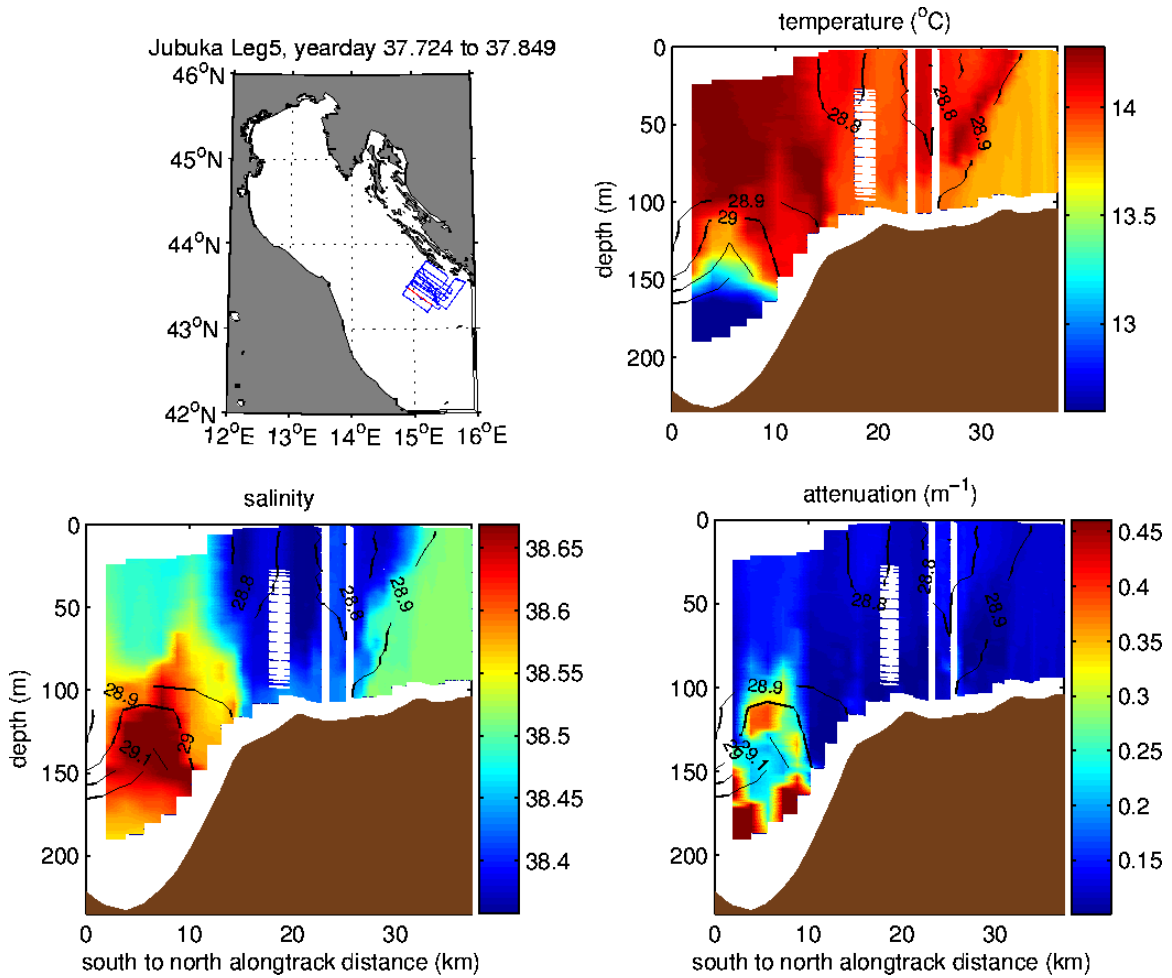 Jubuka Leg5, yearday 37.724 to 37.849
46°N
45°N
44°N
43°N
42°N
12°E 13°E 14°E 15°E 16°E
temperature (°C)
0
50
100
150
200
depth (m)
0 10 20 30
28.8
28.8
28.9
28.9
29
14
13.5
13
salinity
0
50
100
150
200
depth (m)
0 10 20 30
south to north alongtrack distance (km)
28.8
28.8
28.9
28.9
29
29.1
38.65
38.6
38.55
38.5
38.45
38.4
attenuation (m⁻¹)
0
50
100
150
200
0 10 20 30
south to north alongtrack distance (km)
28.8
28.8
28.9
28.9
29
29.1
0.45
0.4
0.35
0.3
0.25
0.2
0.15